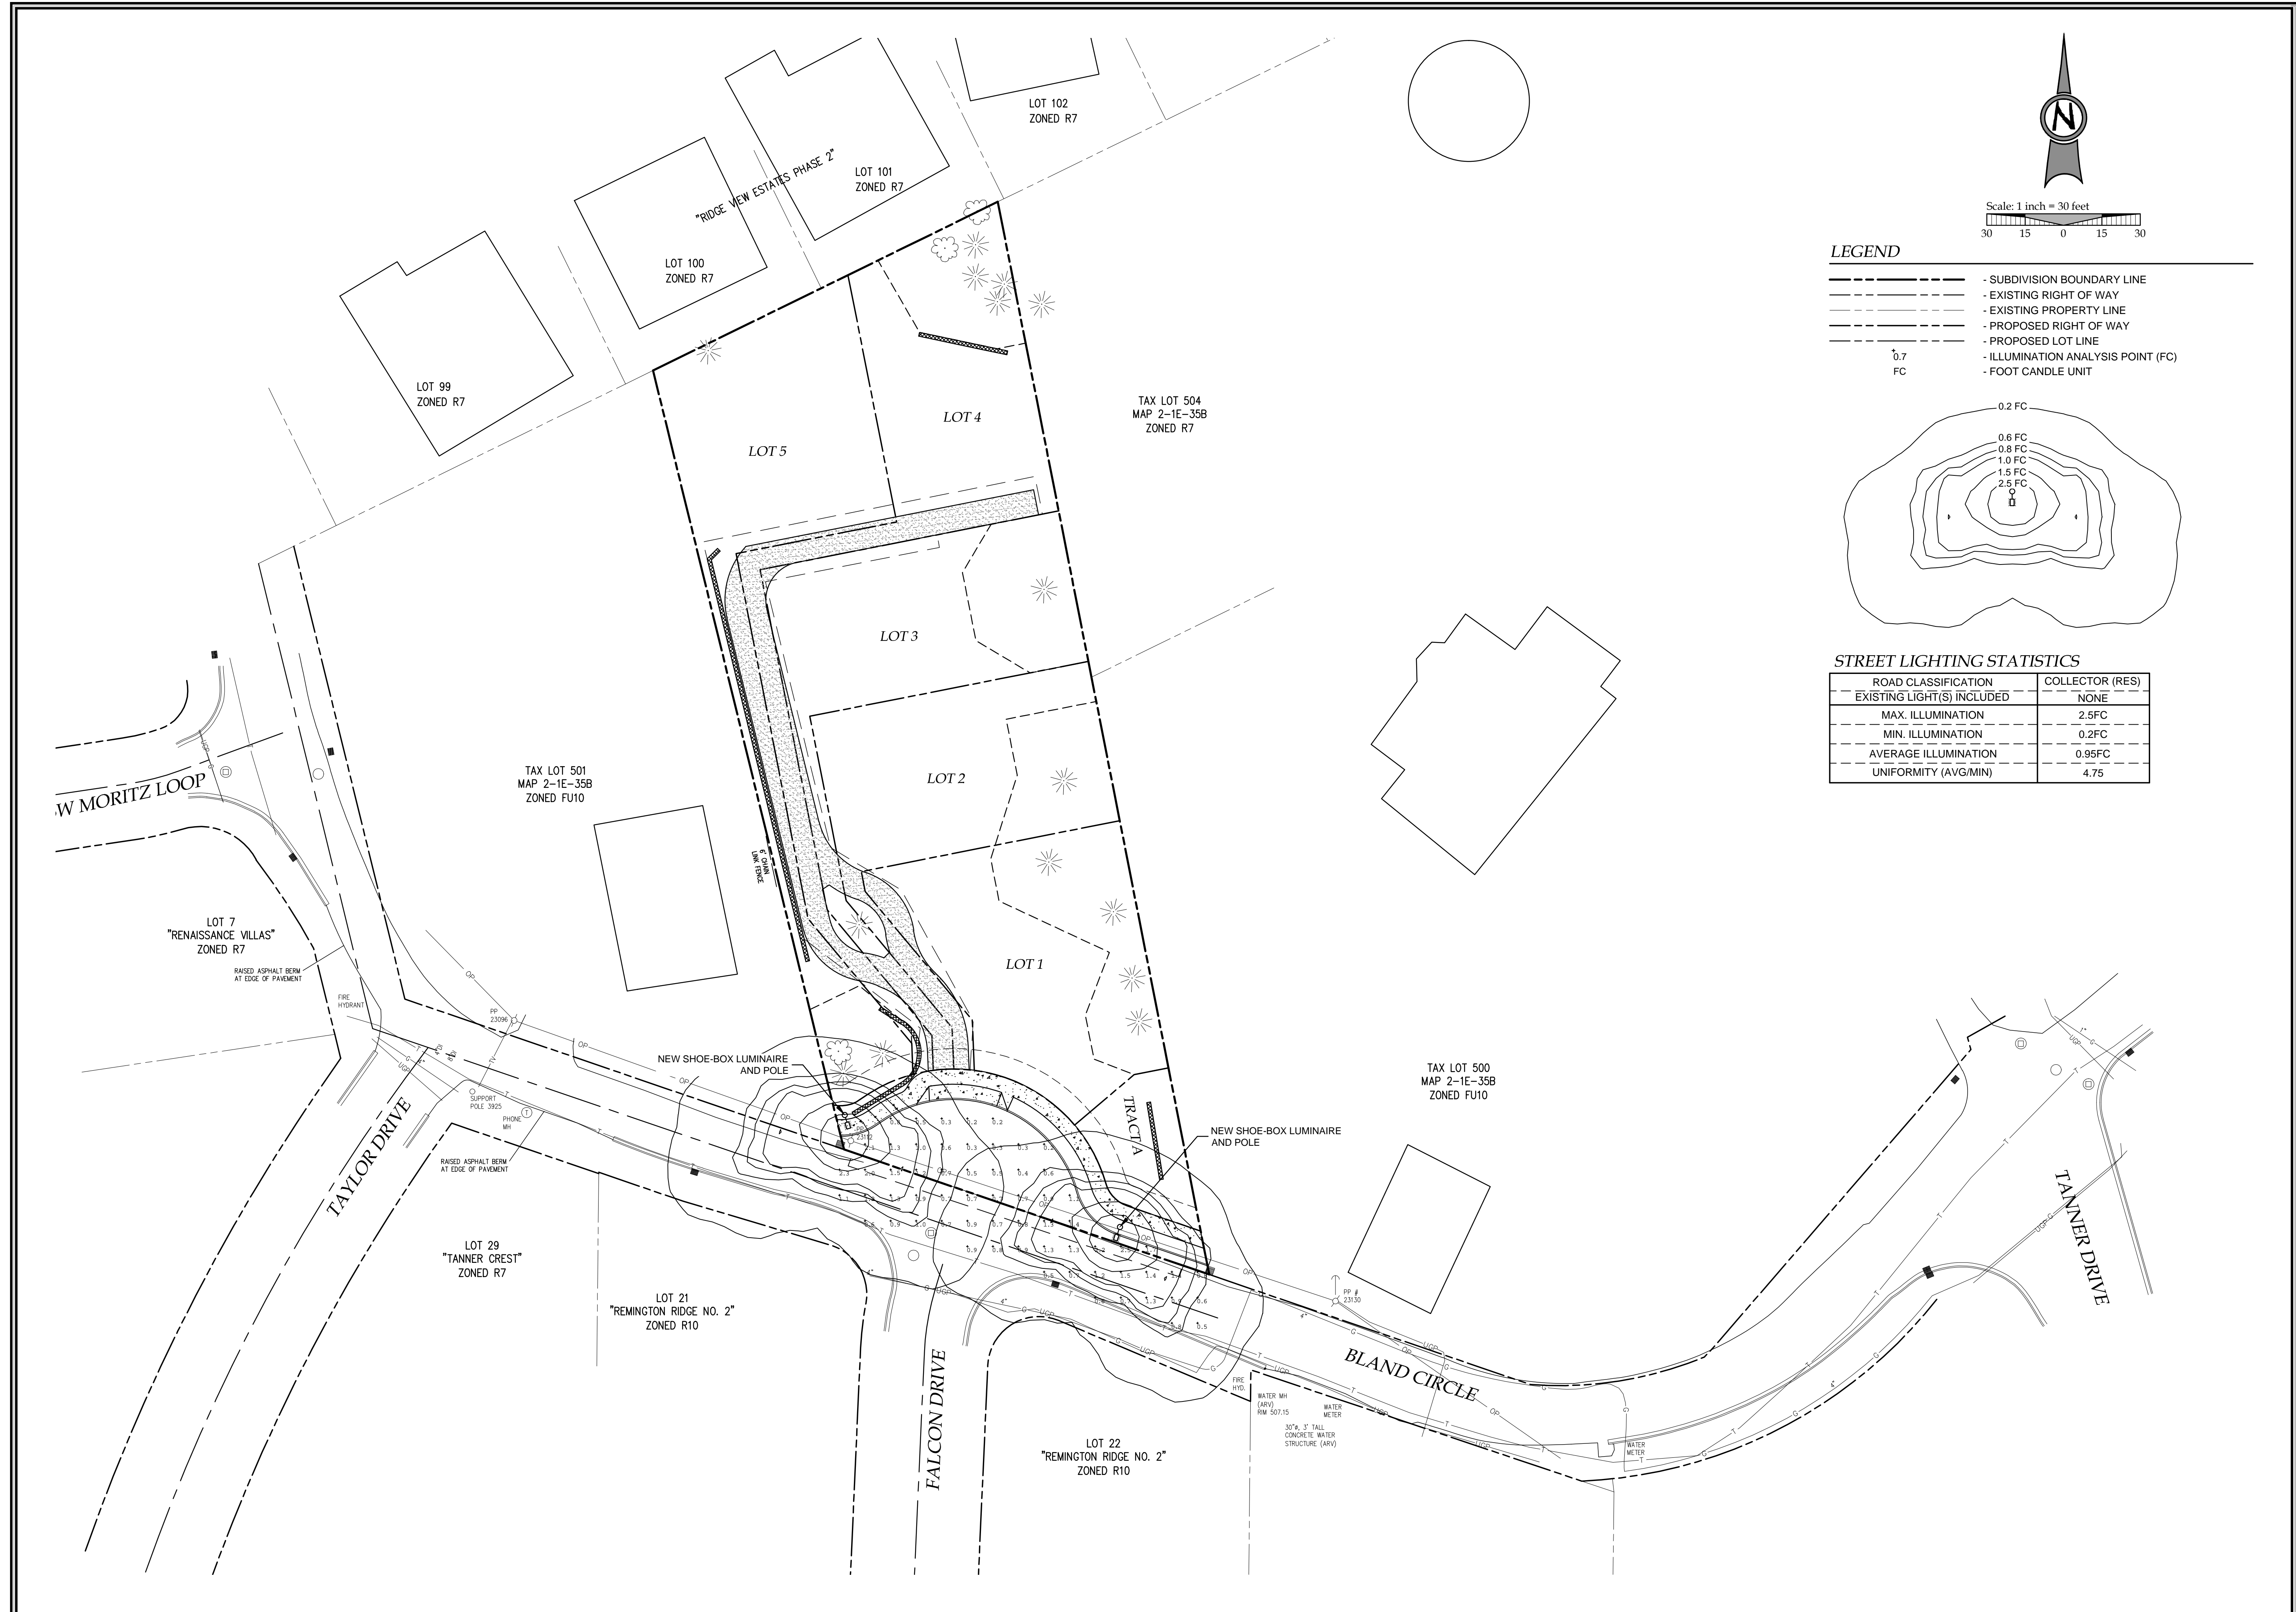 LOT 102
ZONED R7
LOT 101
ZONED R7
"RIDGE VIEW ESTATES PHASE 2"
LOT 100
ZONED R7
LOT 99
ZONED R7
N
Scale: 1 inch = 30 feet
30 15 0 15 30
LEGEND
- SUBDIVISION BOUNDARY LINE
- EXISTING RIGHT OF WAY
- EXISTING PROPERTY LINE
- PROPOSED RIGHT OF WAY
- PROPOSED LOT LINE
0.7 - ILLUMINATION ANALYSIS POINT (FC)
FC - FOOT CANDLE UNIT
0.2 FC
0.6 FC
0.8 FC
1.0 FC
1.5 FC
2.5 FC
STREET LIGHTING STATISTICS
ROAD CLASSIFICATION COLLECTOR (RES)
EXISTING LIGHT(S) INCLUDED NONE
MAX. ILLUMINATION 2.5FC
MIN. ILLUMINATION 0.2FC
AVERAGE ILLUMINATION 0.95FC
UNIFORMITY (AVG/MIN) 4.75
TAX LOT 504
MAP 2-1E-35B
ZONED R7
LOT 4
LOT 5
LOT 3
LOT 2
LOT 1
TRACT A
6' CHAIN
LINK FENCE
TAX LOT 501
MAP 2-1E-35B
ZONED FU10
W MORITZ LOOP
LOT 7
"RENAISSANCE VILLAS"
ZONED R7
RAISED ASPHALT BERM
AT EDGE OF PAVEMENT
FIRE
HYDRANT
PP
23096
NEW SHOE-BOX LUMINAIRE
AND POLE
NEW SHOE-BOX LUMINAIRE
AND POLE
TAX LOT 500
MAP 2-1E-35B
ZONED FU10
SUPPORT
POLE 3925
PHONE
MH
T
RAISED ASPHALT BERM
AT EDGE OF PAVEMENT
TAYLOR DRIVE
LOT 29
"TANNER CREST"
ZONED R7
LOT 21
"REMINGTON RIDGE NO. 2"
ZONED R10
FALCON DRIVE
LOT 22
"REMINGTON RIDGE NO. 2"
ZONED R10
PP #
23130
BLAND CIRCLE
FIRE
HYD.
WATER MH
(ARV)
RIM 507.15
WATER
METER
30"ø, 3' TALL
CONCRETE WATER
STRUCTURE (ARV)
WATER
METER
TANNER DRIVE